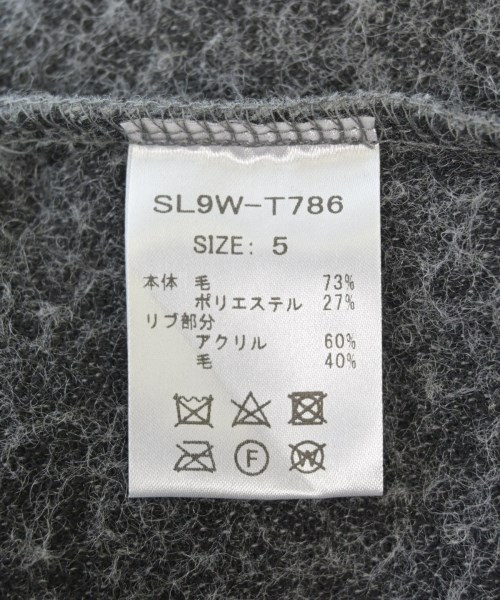 SL9W-T786
SIZE: 5
本体 毛 73%
ポリエステル 27%
リブ部分
アクリル 60%
毛 40%
F
W